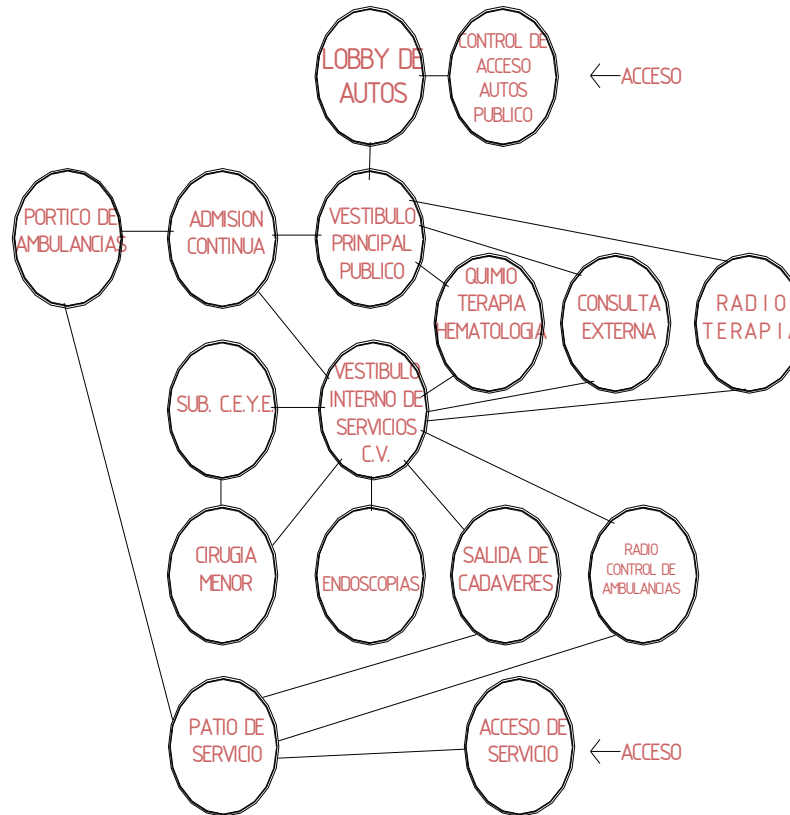 LOBBY DE
AUTOS
CONTROL DE
ACCESO
AUTOS
PUBLICO
ACCESO
PORTICO DE
AMBULANCIAS
ADMISION
CONTINUA
VESTIBULO
PRINCIPAL
PUBLICO
QUIMIO
TERAPIA
HEMATOLOGIA
CONSULTA
EXTERNA
RADIO
TERAPIA
SUB. C.E.Y.E.
VESTIBULO
INTERNO DE
SERVICIOS
C.V.
CIRUGIA
MENOR
ENDOSCOPIAS
SALIDA DE
CADAVERES
RADIO
CONTROL DE
AMBULANCIAS
PATIO DE
SERVICIO
ACCESO DE
SERVICIO
ACCESO